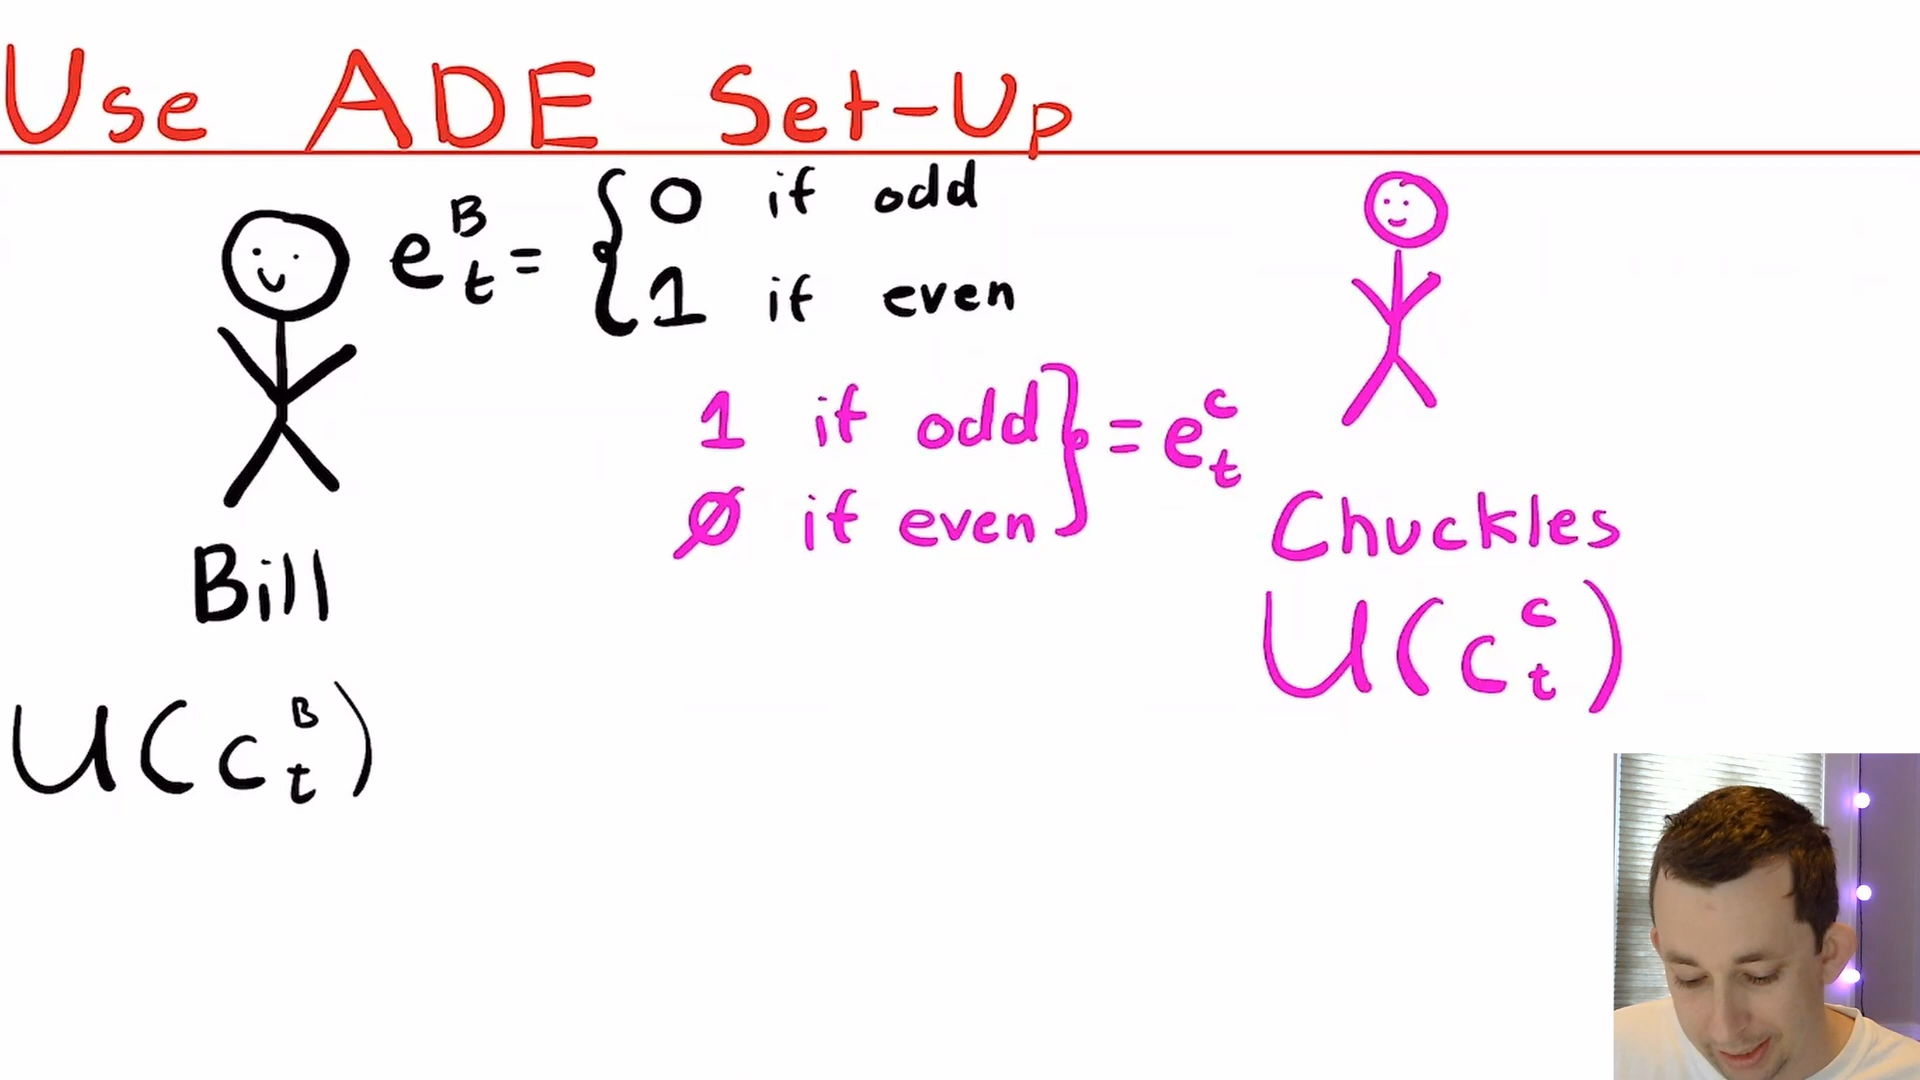 Use ADE Set-Up
e^B_t = { 0 if odd
1 if even
1 if odd } = e^c_t
Ø if even
Chuckles
Bill
U(c^c_t)
U(c^B_t)